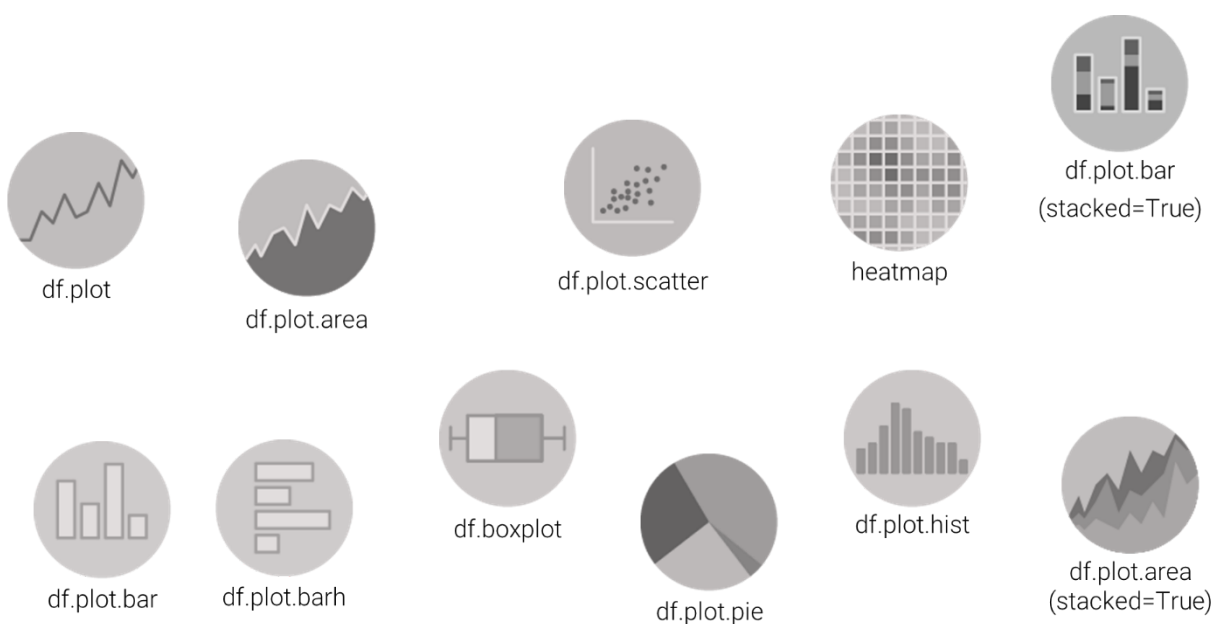 df.plot.bar
(stacked=True)
df.plot
df.plot.area
df.plot.scatter
heatmap
df.boxplot
df.plot.hist
df.plot.bar
df.plot.barh
df.plot.pie
df.plot.area
(stacked=True)